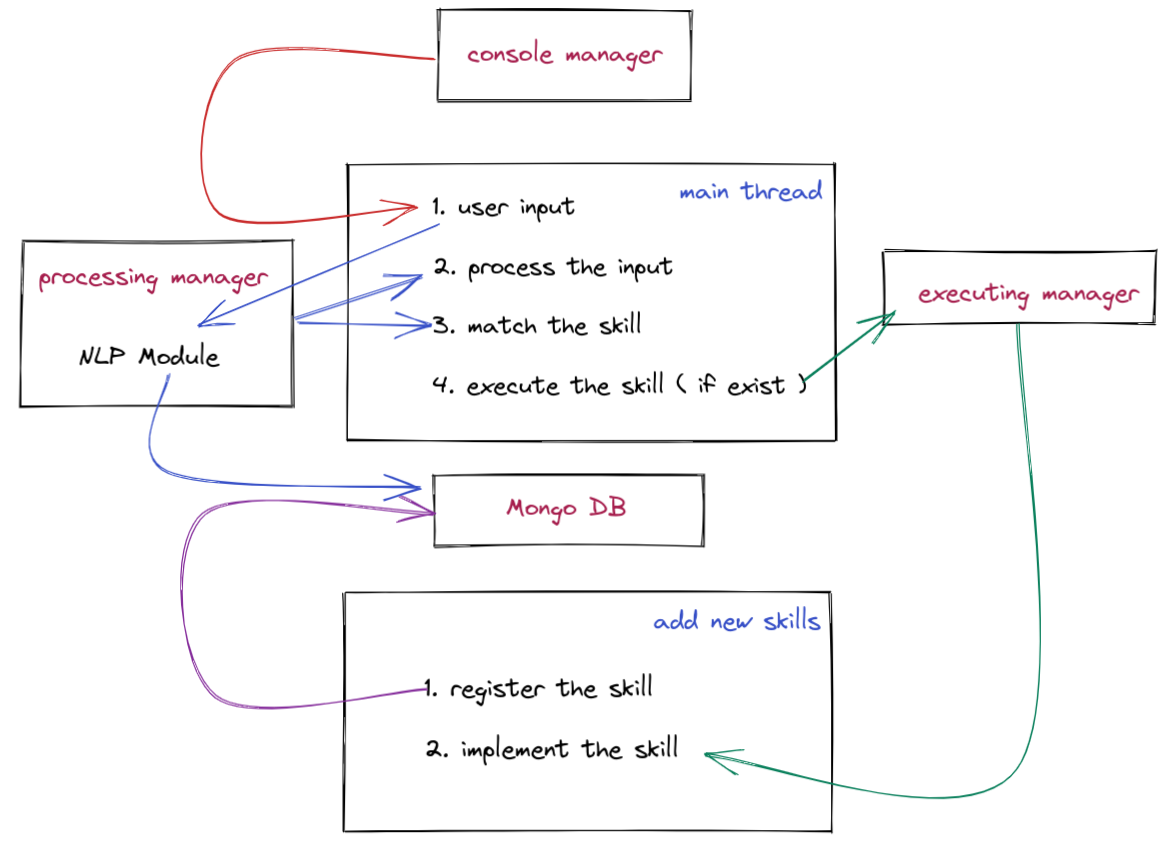 console manager
main thread
1. user input
2. process the input
3. match the skill
4. execute the skill ( if exist )
processing manager
NLP Module
executing manager
Mongo DB
add new skills
1. register the skill
2. implement the skill